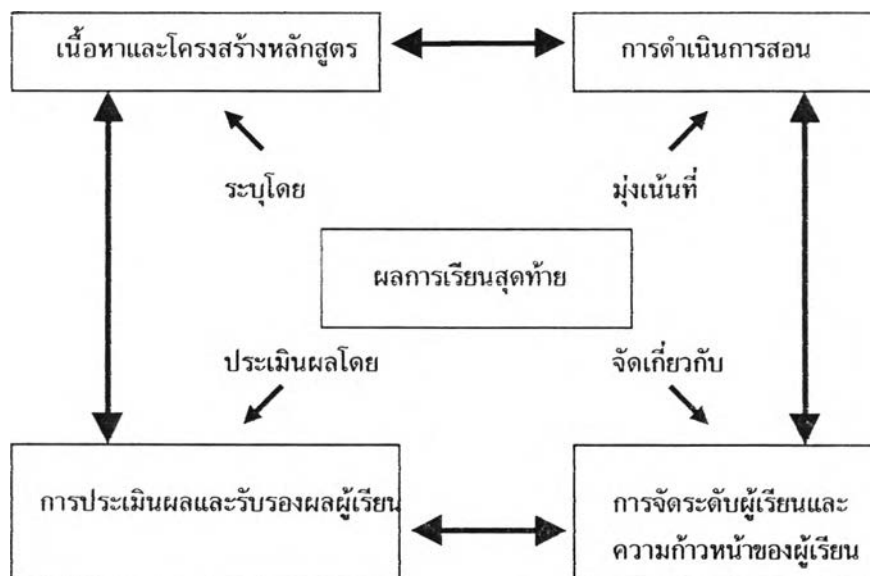 เนื้อหาและโครงสร้างหลักสูตร
การดำเนินการสอน
ระบุโดย
มุ่งเน้นที่
ผลการเรียนสุดท้าย
ประเมินผลโดย
จัดเกี่ยวกับ
การประเมินผลและรับรองผลผู้เรียน
การจัดระดับผู้เรียนและ
ความก้าวหน้าของผู้เรียน